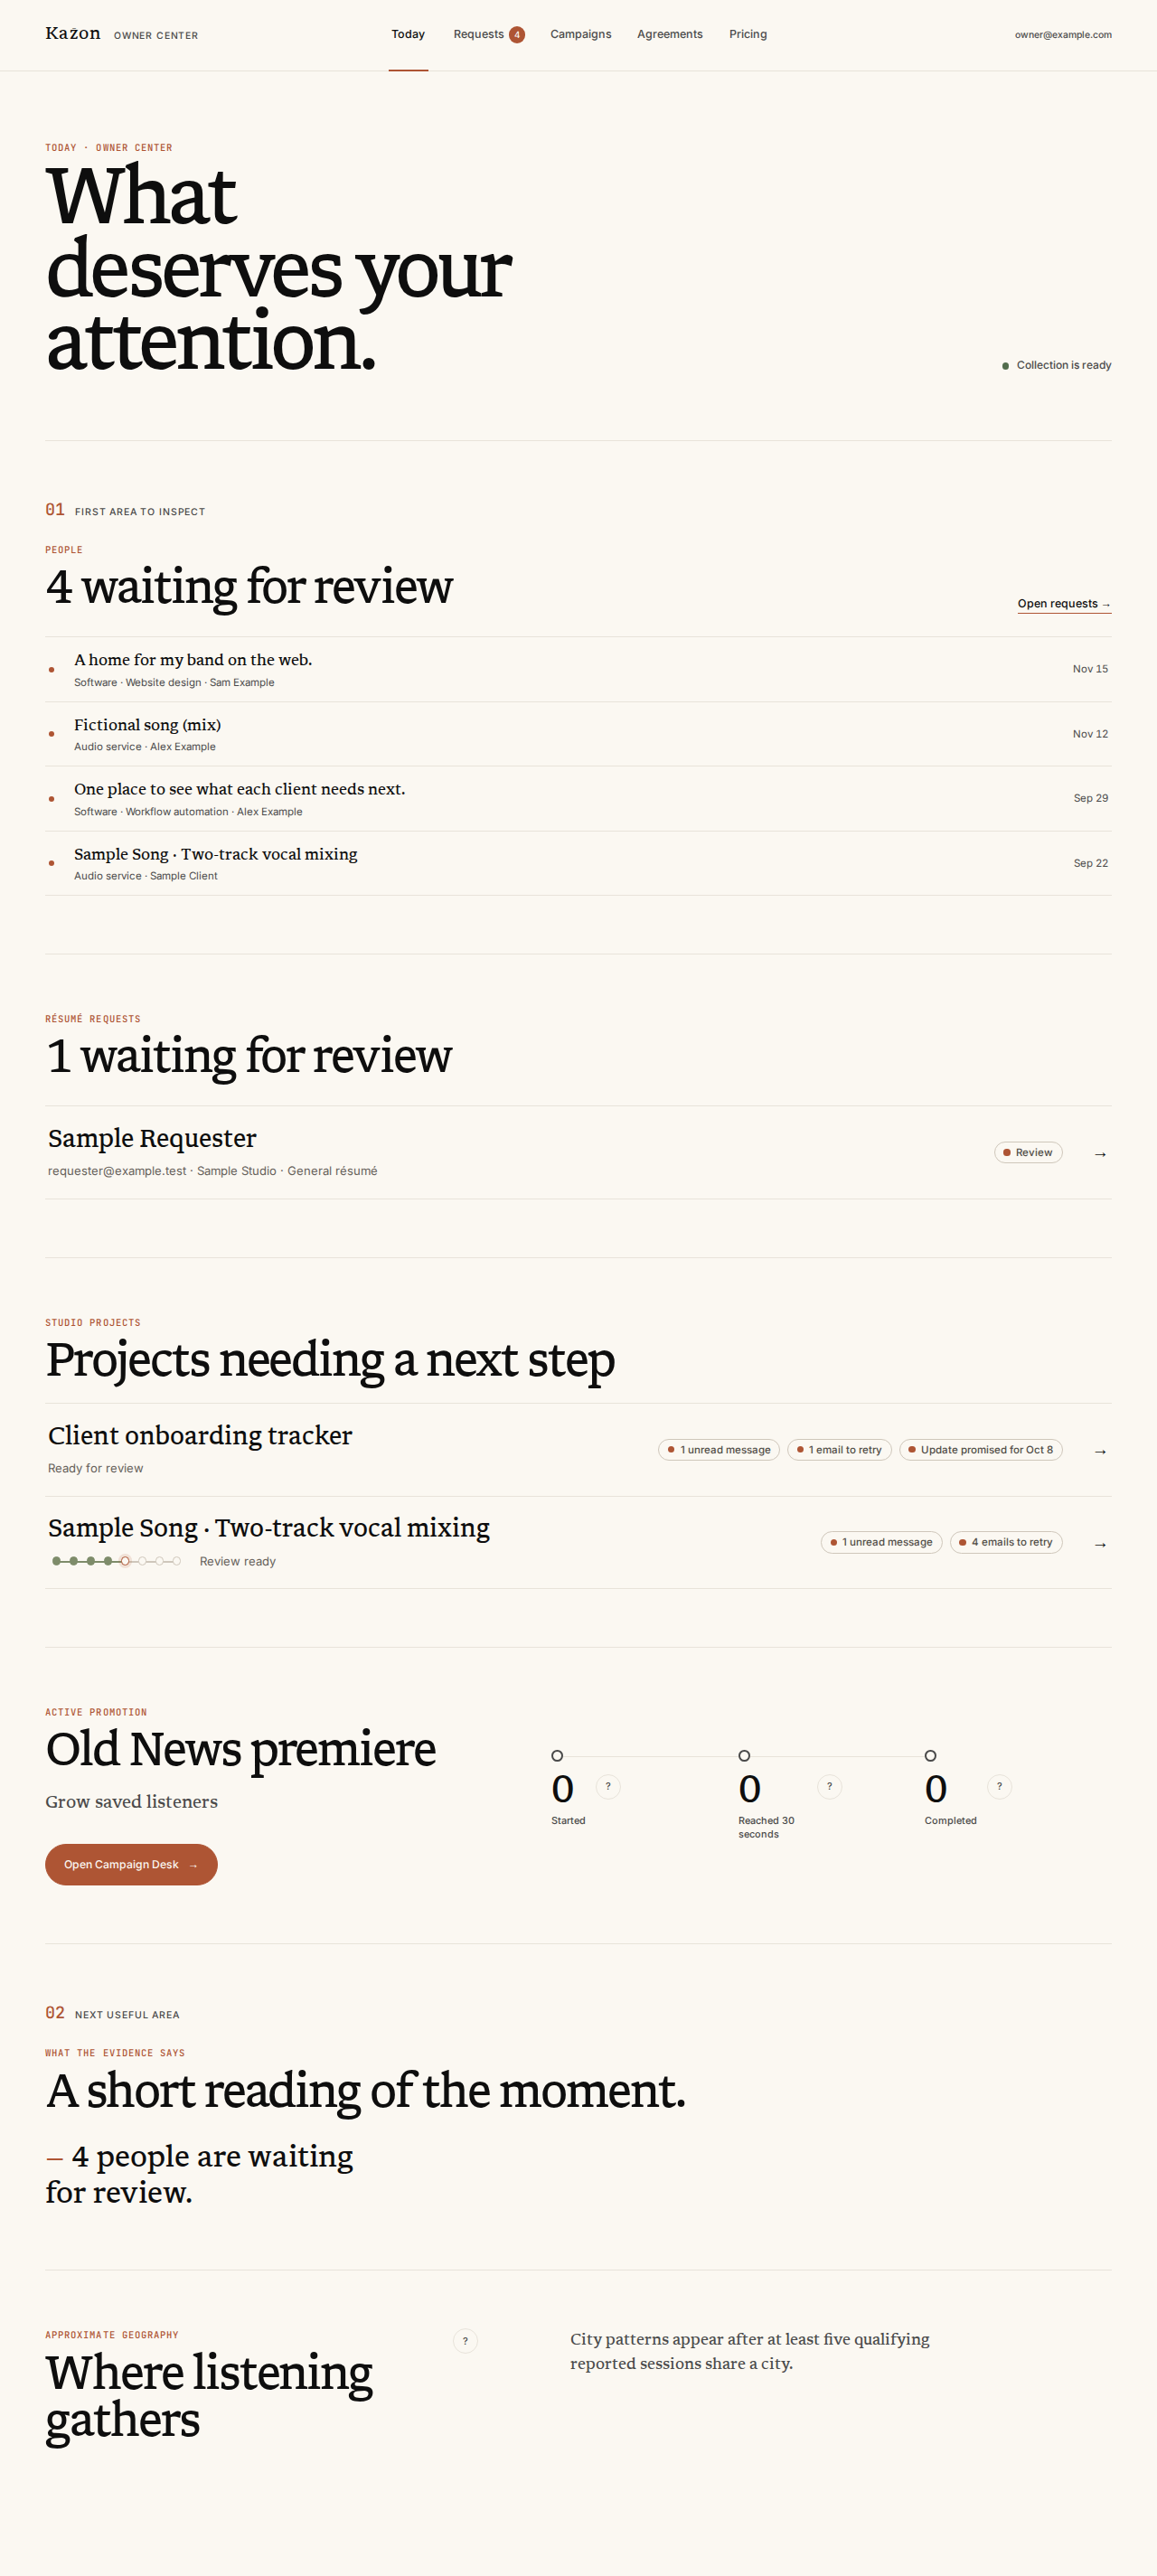 Kažon OWNER CENTER
Today
Requests 4
Campaigns
Agreements
Pricing
owner@example.com
TODAY · OWNER CENTER
What
deserves your
attention.
Collection is ready
01 FIRST AREA TO INSPECT
PEOPLE
4 waiting for review
Open requests →
A home for my band on the web.
Software · Website design · Sam Example
Nov 15
Fictional song (mix)
Audio service · Alex Example
Nov 12
One place to see what each client needs next.
Software · Workflow automation · Alex Example
Sep 29
Sample Song · Two-track vocal mixing
Audio service · Sample Client
Sep 22
RÉSUMÉ REQUESTS
1 waiting for review
Sample Requester
requester@example.test · Sample Studio · General résumé
Review →
STUDIO PROJECTS
Projects needing a next step
Client onboarding tracker
Ready for review
1 unread message
1 email to retry
Update promised for Oct 8 →
Sample Song · Two-track vocal mixing
Review ready
1 unread message
4 emails to retry →
ACTIVE PROMOTION
Old News premiere
Grow saved listeners
Open Campaign Desk →
0 ?
Started
0 ?
Reached 30
seconds
0 ?
Completed
02 NEXT USEFUL AREA
WHAT THE EVIDENCE SAYS
A short reading of the moment.
— 4 people are waiting
for review.
APPROXIMATE GEOGRAPHY
Where listening
gathers
?
City patterns appear after at least five qualifying
reported sessions share a city.